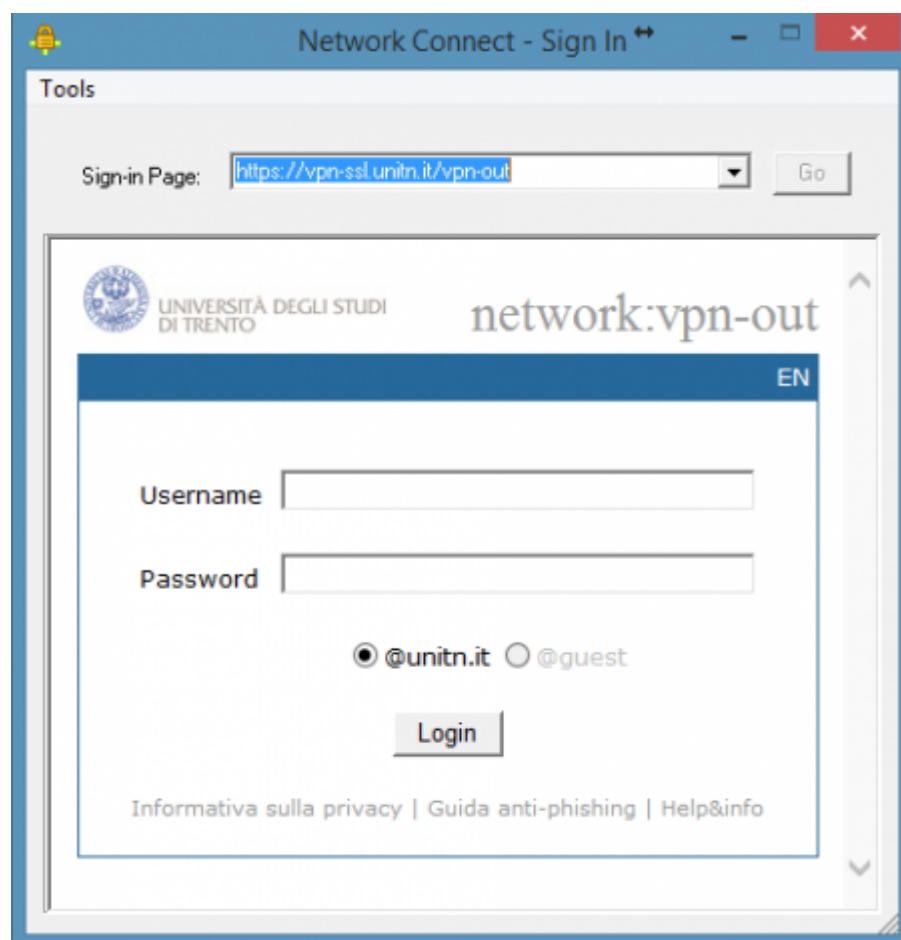 Network Connect - Sign In
Tools
Sign-in Page: https://vpn-ssl.unitn.it/vpn-out Go
UNIVERSITÀ DEGLI STUDI
DI TRENTO
network:vpn-out
EN
Username
Password
@unitn.it @guest
Login
Informativa sulla privacy | Guida anti-phishing | Help&info